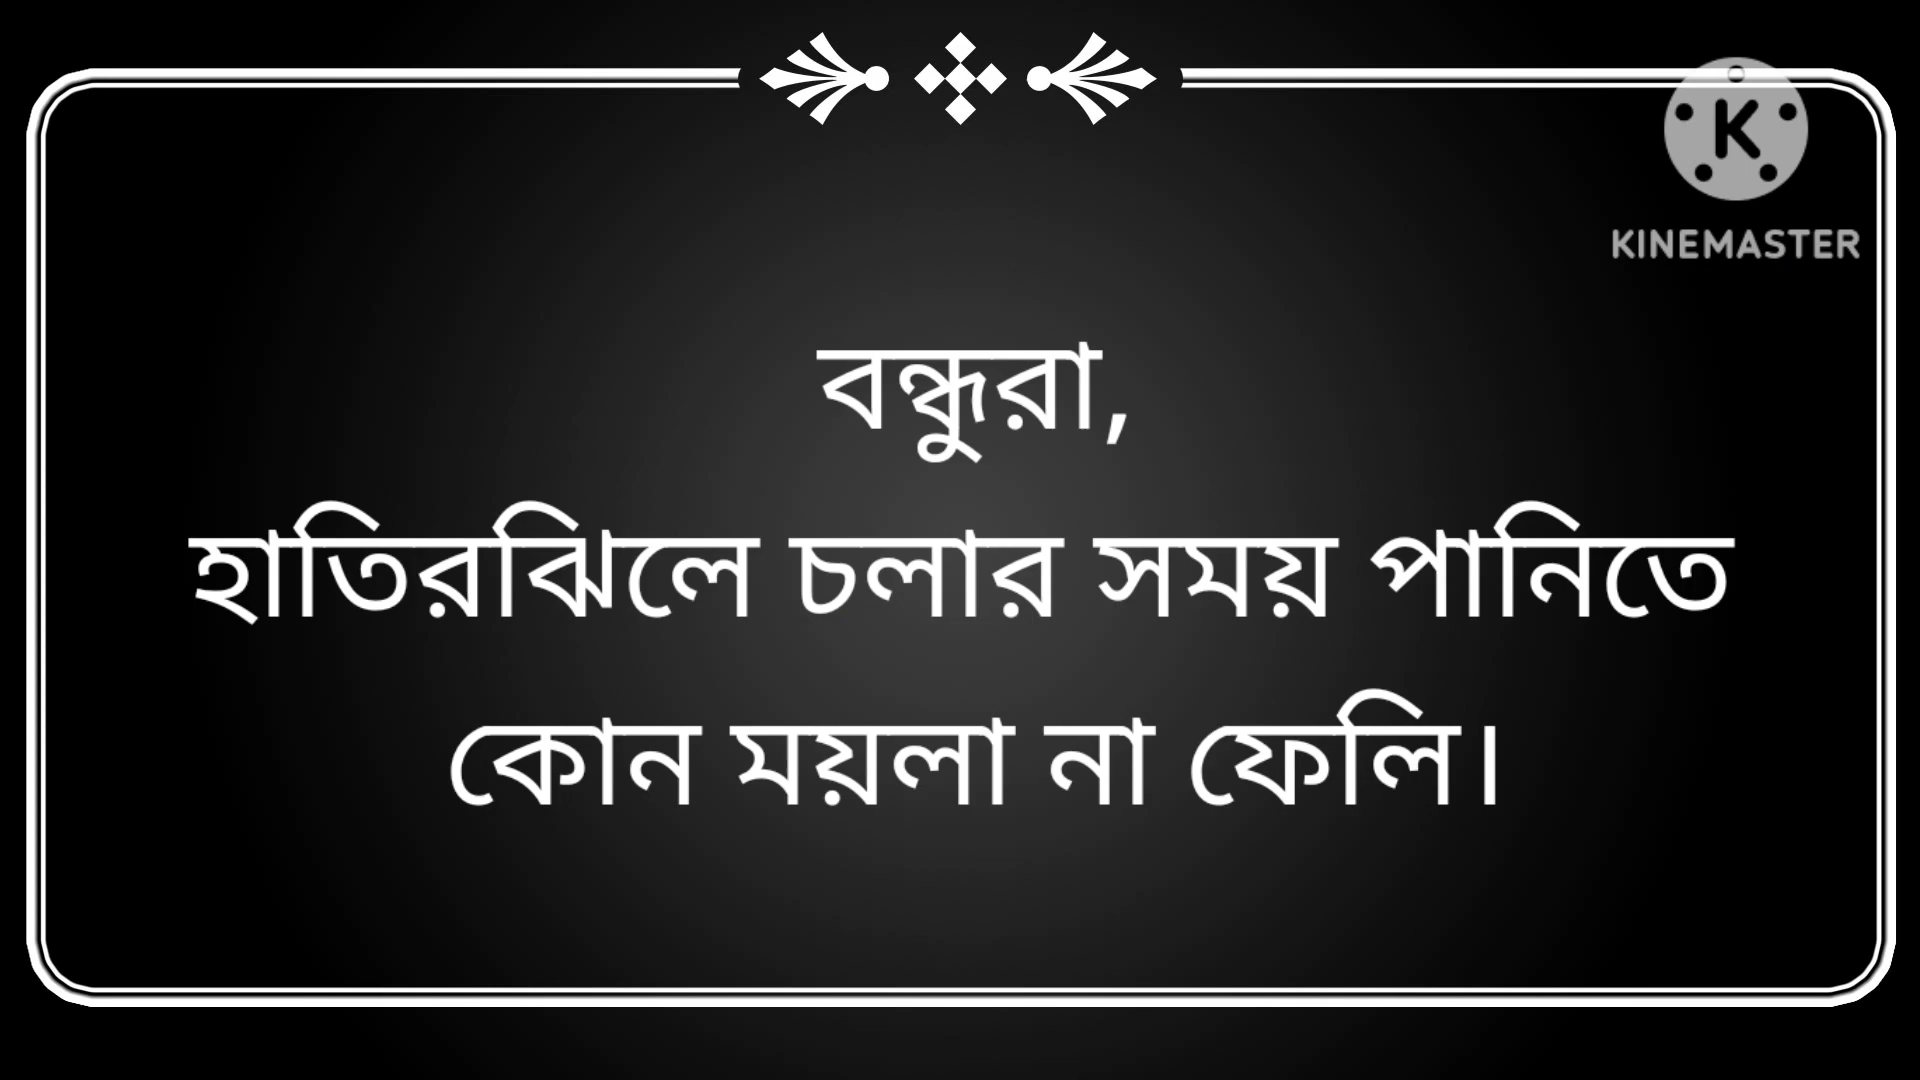 KINEMASTER
বন্ধুরা,
হাতিরঝিলে চলার সময় পানিতে
কোন ময়লা না ফেলি।